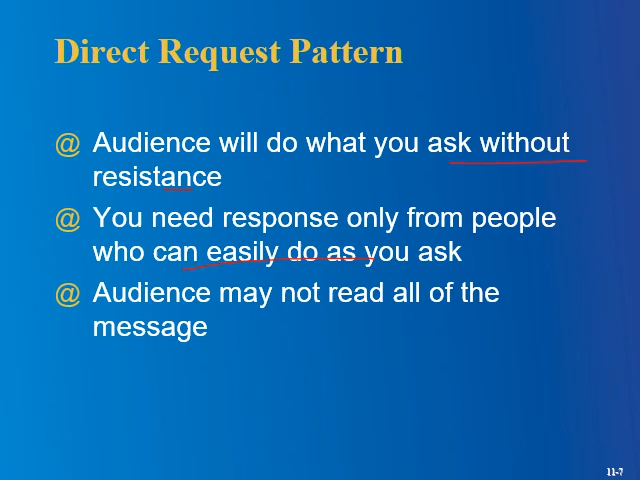 Direct Request Pattern
@ Audience will do what you ask without
resistance
@ You need response only from people
who can easily do as you ask
@ Audience may not read all of the
message
11-7